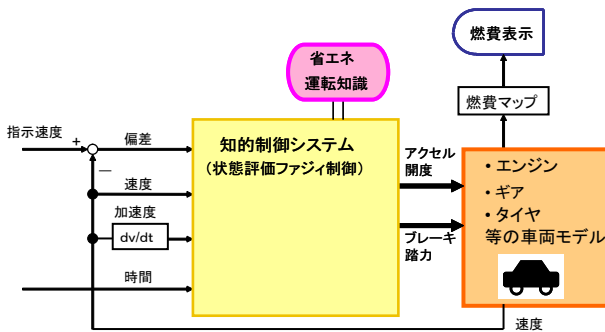 燃費表示
省エネ
運転知識
燃費マップ
指示速度
+
−
偏差
知的制御システム
(状態評価ファジィ制御)
アクセル
開度
・エンジン
・ギア
・タイヤ
等の車両モデル
速度
加速度
dv/dt
ブレーキ
踏力
時間
速度